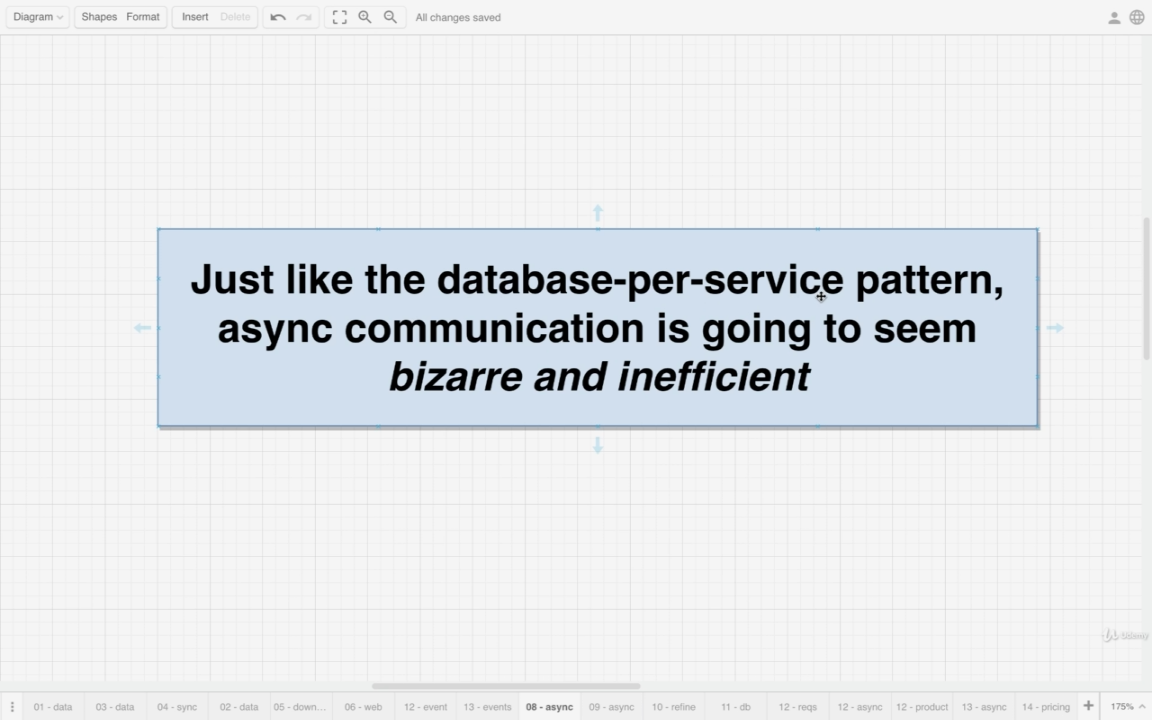 Diagram Shapes Format Insert Delete All changes saved
Just like the database-per-service pattern,
async communication is going to seem
bizarre and inefficient
Udemy
01 - data 03 - data 04 - sync 02 - data 05 - down... 06 - web 12 - event 13 - events 08 - async 09 - async 10 - refine 11 - db 12 - reqs 12 - async 12 - product 13 - async 14 - pricing 175%